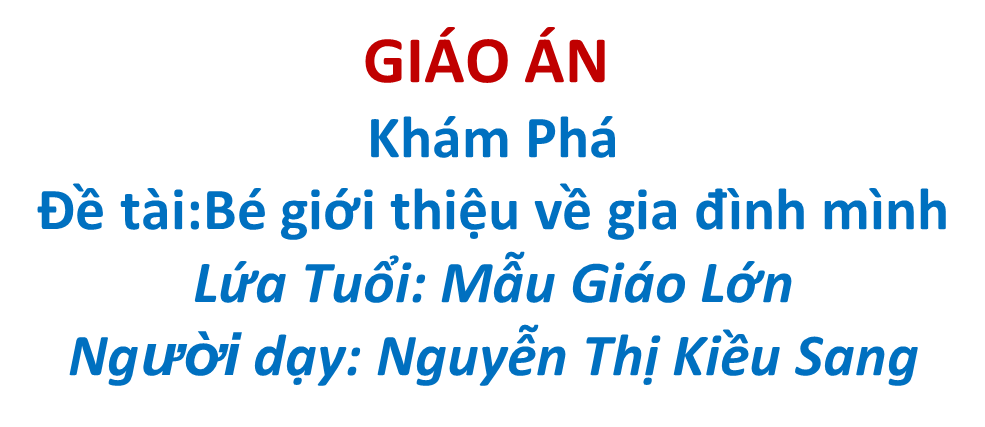 GIÁO ÁN
Khám Phá
Đề tài:Bé giới thiệu về gia đình mình
Lứa Tuổi: Mẫu Giáo Lớn
Người dạy: Nguyễn Thị Kiều Sang